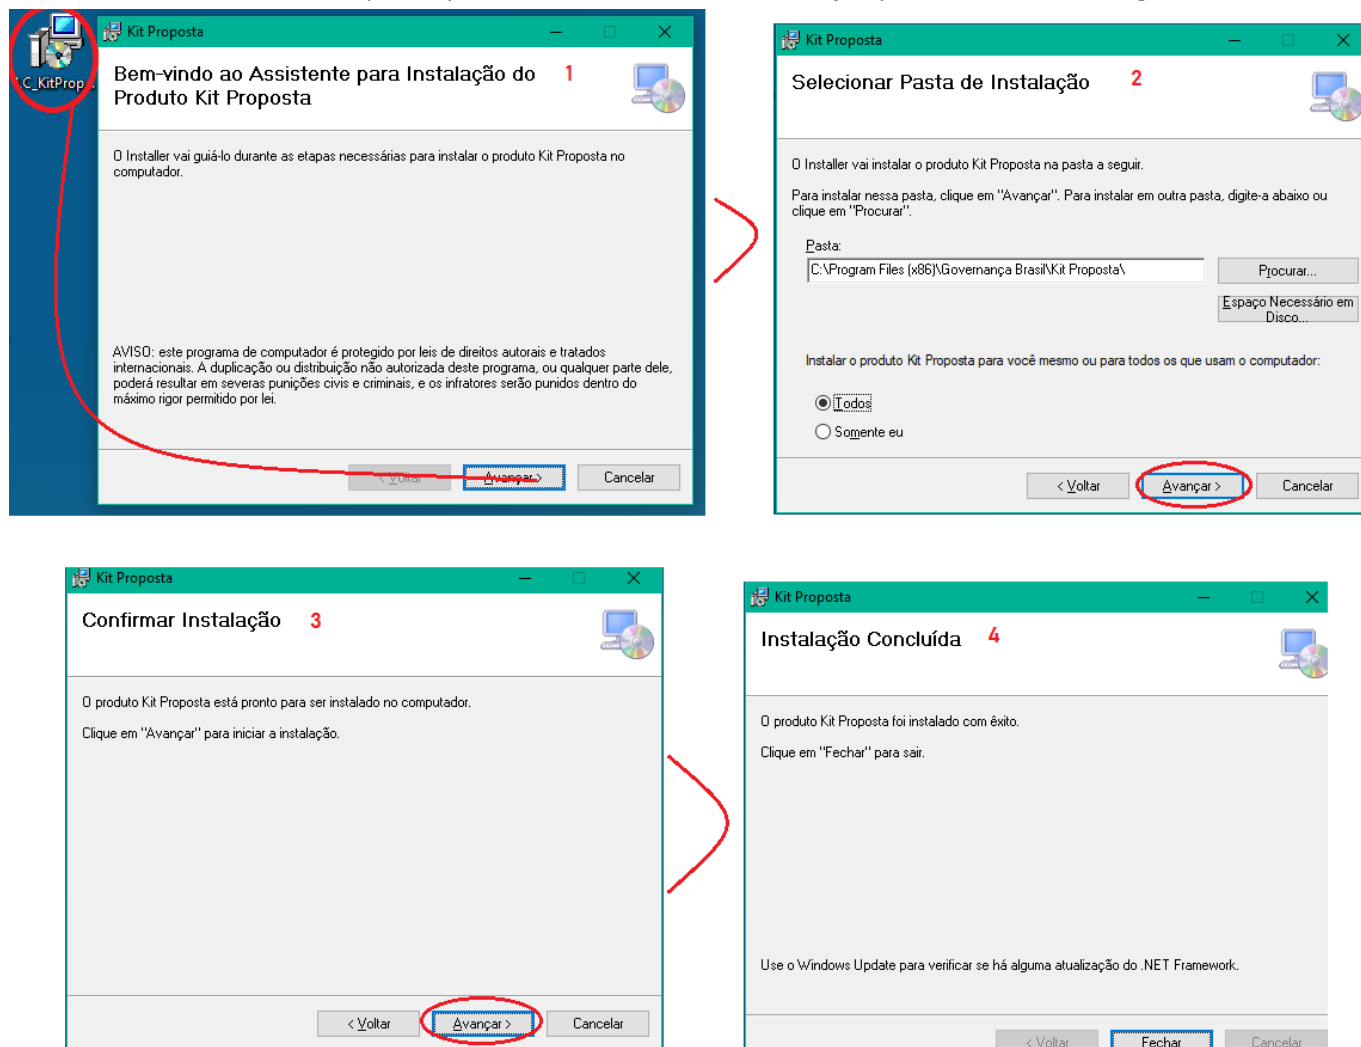 Kit Proposta
Bem-vindo ao Assistente para Instalação do
Produto Kit Proposta
1
C_KitProp
O Installer vai guiá-lo durante as etapas necessárias para instalar o produto Kit Proposta no
computador.
AVISO: este programa de computador é protegido por leis de direitos autorais e tratados
internacionais. A duplicação ou distribuição não autorizada deste programa, ou qualquer parte dele,
poderá resultar em severas punições civis e criminais, e os infratores serão punidos dentro do
máximo rigor permitido por lei.
< Voltar
Avançar >
Cancelar
Kit Proposta
Selecionar Pasta de Instalação
2
O Installer vai instalar o produto Kit Proposta na pasta a seguir.
Para instalar nessa pasta, clique em "Avançar". Para instalar em outra pasta, digite-a abaixo ou
clique em "Procurar".
Pasta:
C:\Program Files (x86)\Governança Brasil\Kit Proposta\
Procurar...
Espaço Necessário em
Disco...
Instalar o produto Kit Proposta para você mesmo ou para todos os que usam o computador:
Todos
Somente eu
< Voltar
Avançar >
Cancelar
Kit Proposta
Confirmar Instalação
3
O produto Kit Proposta está pronto para ser instalado no computador.
Clique em "Avançar" para iniciar a instalação.
< Voltar
Avançar >
Cancelar
Kit Proposta
Instalação Concluída
4
O produto Kit Proposta foi instalado com êxito.
Clique em "Fechar" para sair.
Use o Windows Update para verificar se há alguma atualização do .NET Framework.
< Voltar
Fechar
Cancelar